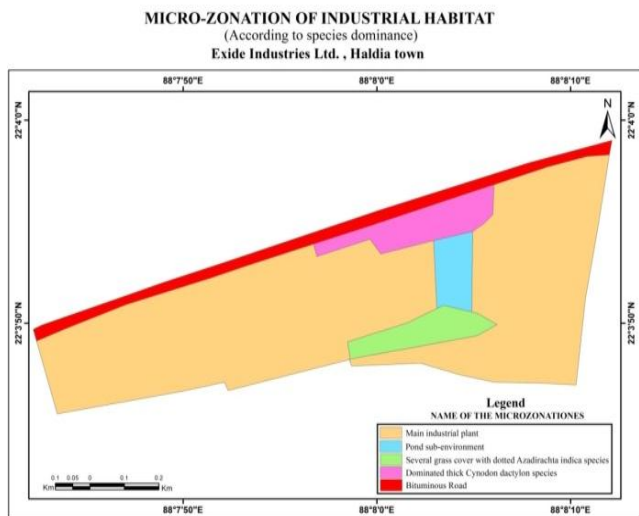 MICRO-ZONATION OF INDUSTRIAL HABITAT
(According to species dominance)
Exide Industries Ltd. , Haldia town
88°7'50"E 88°8'0"E 88°8'10"E
N
22°4'0"N 22°4'0"N
22°3'50"N 22°3'50"N
Legend
NAME OF THE MICROZONATIONES
Main industrial plant
Pond sub-environment
Several grass cover with dotted Azadirachta indica species
Dominated thick Cynodon dactylon species
Bituminous Road
0.1 0.05 0 0.1 0.2
Km Km
88°7'50"E 88°8'0"E 88°8'10"E